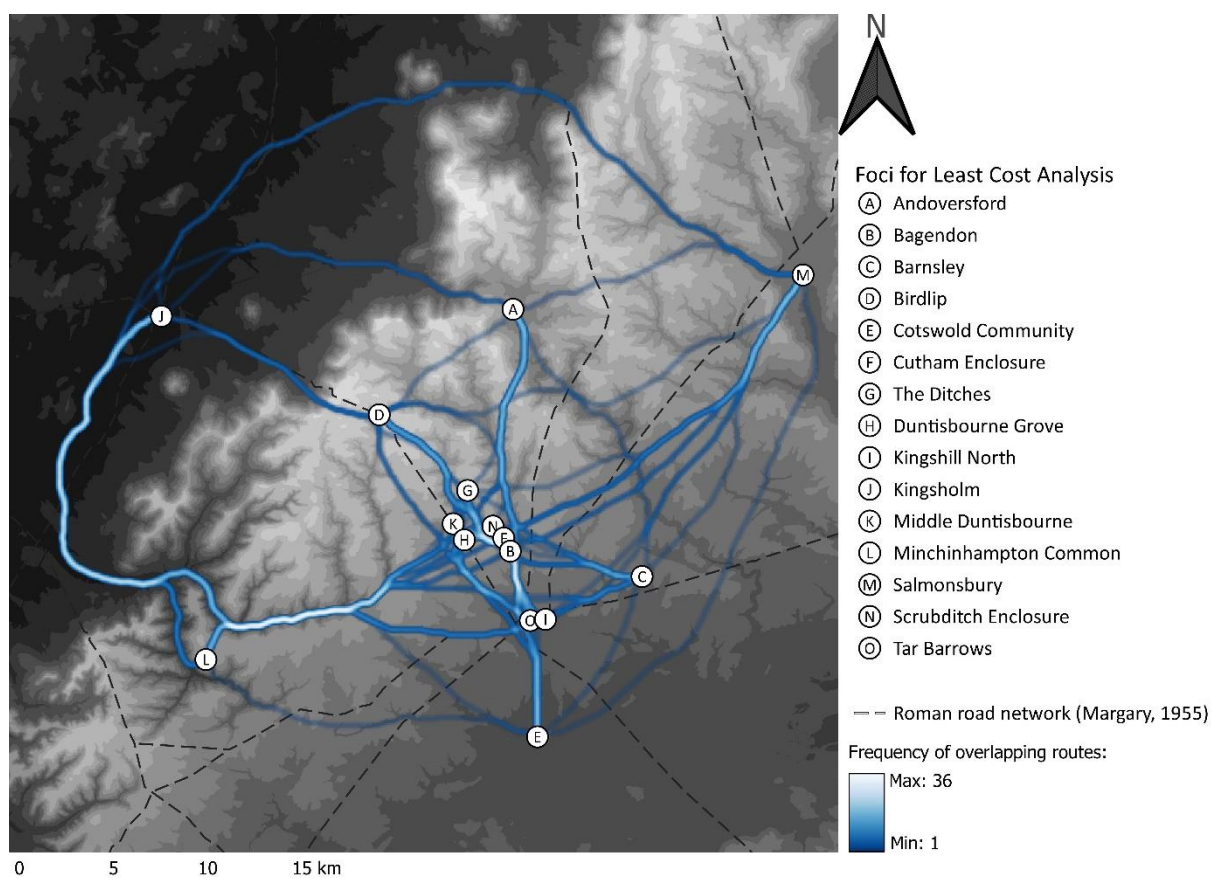 N
Foci for Least Cost Analysis
A Andoversford
B Bagendon
C Barnsley
D Birdlip
E Cotswold Community
F Cutham Enclosure
G The Ditches
H Duntisbourne Grove
I Kingshill North
J Kingsholm
K Middle Duntisbourne
L Minchinhampton Common
M Salmonsbury
N Scrubditch Enclosure
O Tar Barrows
Roman road network (Margary, 1955)
Frequency of overlapping routes:
Max: 36
Min: 1
M
A
J
D
G
K
N
F
H
B
C
O
I
L
E
0 5 10 15 km